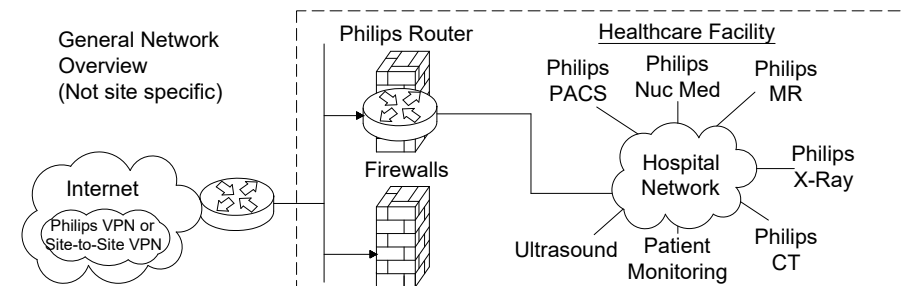 General Network
Overview
(Not site specific)
Philips Router
Healthcare Facility
Philips
PACS
Philips
Nuc Med
Philips
MR
Firewalls
Internet
Philips VPN or
Site-to-Site VPN
Hospital
Network
Philips
X-Ray
Ultrasound
Patient
Monitoring
Philips
CT